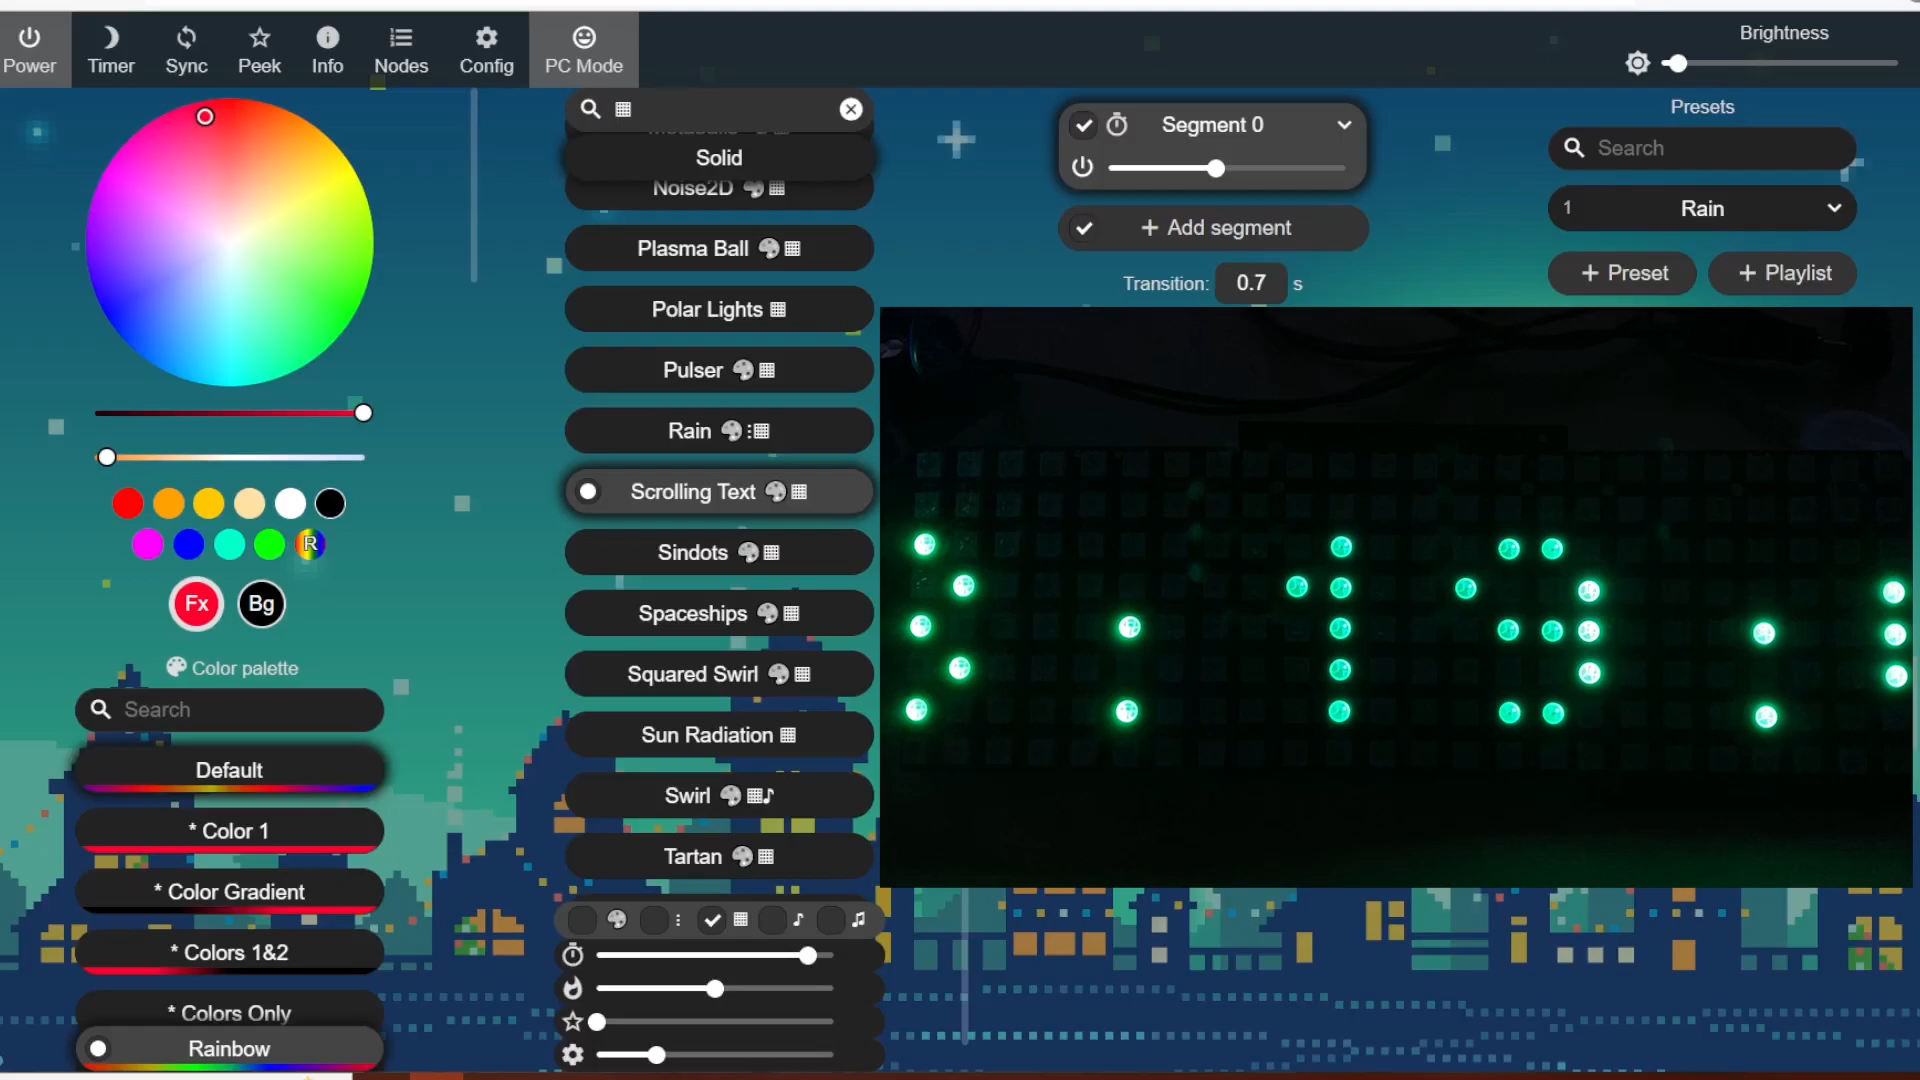 Power
Timer
Sync
Peek
Info
Nodes
Config
PC Mode
Brightness
Solid
Noise2D
Plasma Ball
Polar Lights
Pulser
Rain
Scrolling Text
Sindots
Spaceships
Squared Swirl
Sun Radiation
Swirl
Tartan
R
Fx
Bg
Color palette
Search
Default
* Color 1
* Color Gradient
* Colors 1&2
* Colors Only
Rainbow
Segment 0
+ Add segment
Transition: 0.7 s
Presets
Search
1 Rain
+ Preset
+ Playlist